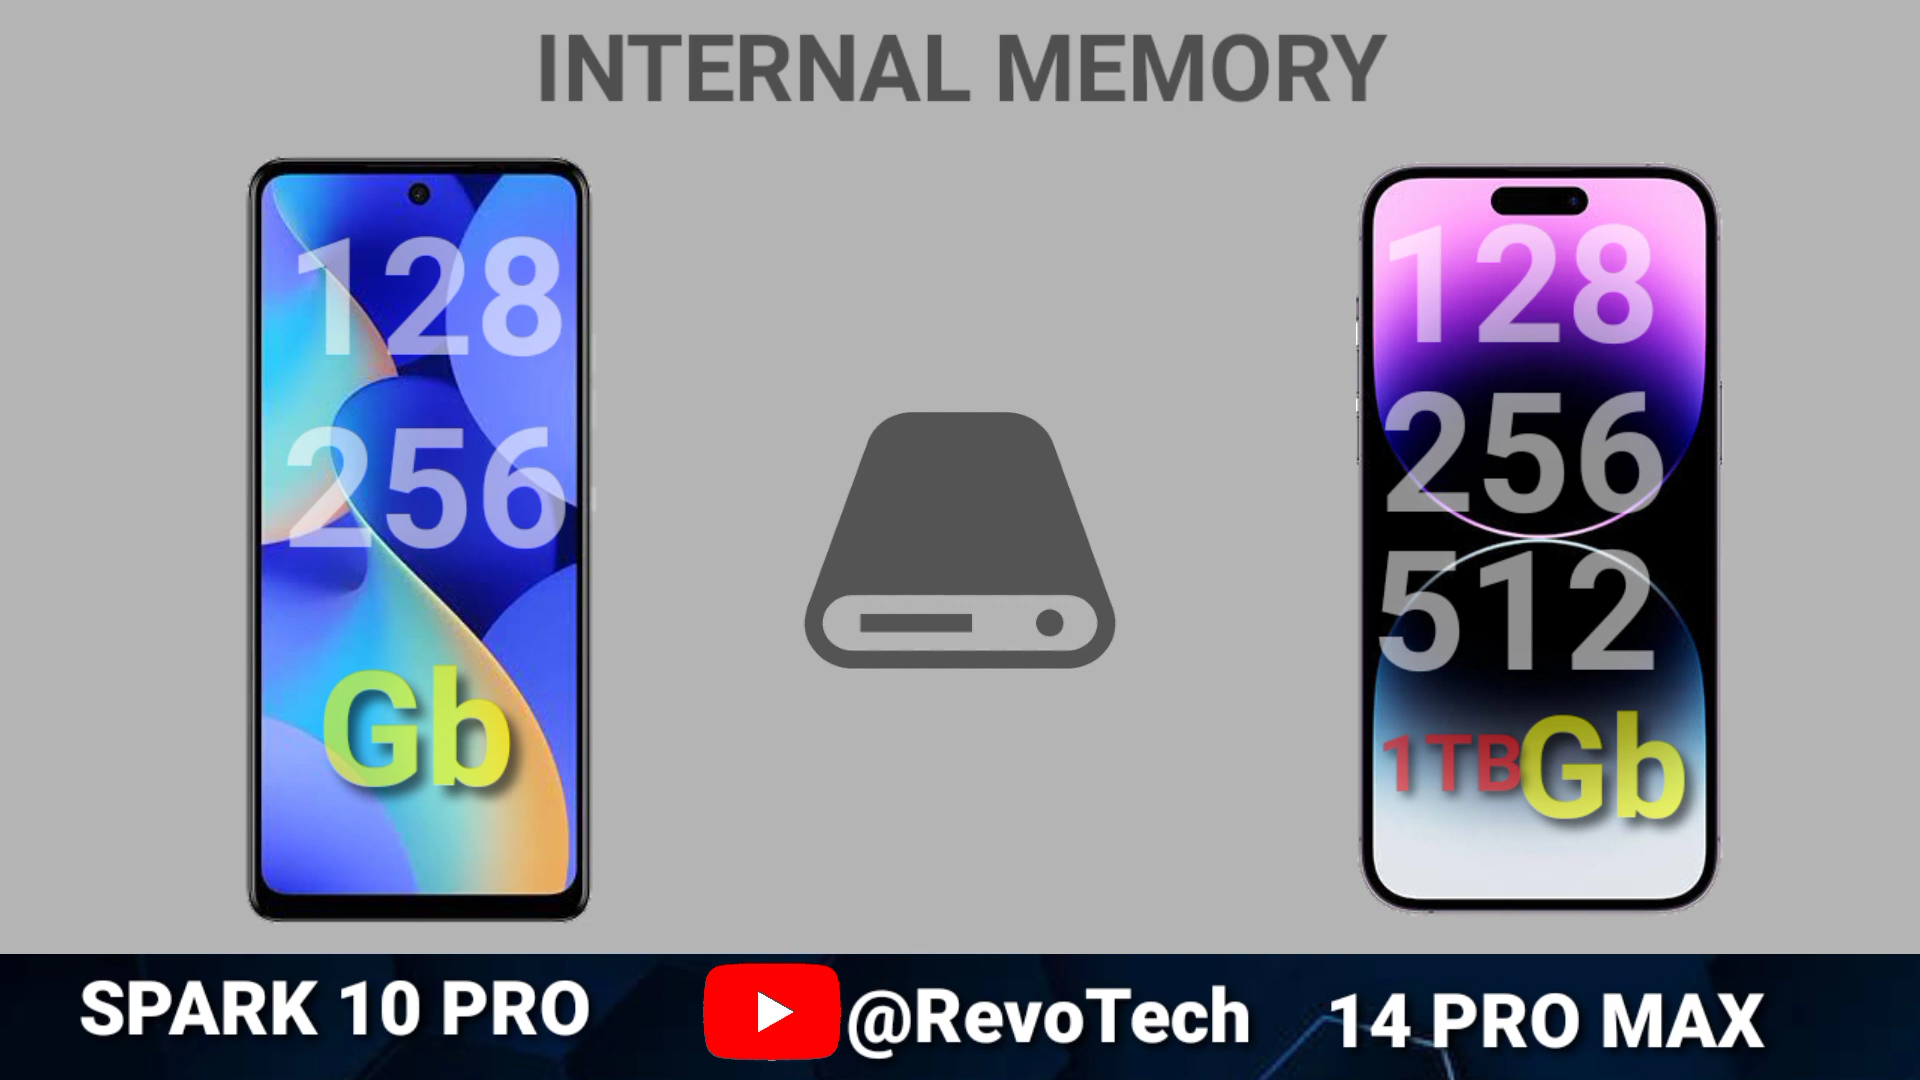 INTERNAL MEMORY
128
256
Gb
128
256
512
1TB Gb
SPARK 10 PRO
@RevoTech
14 PRO MAX